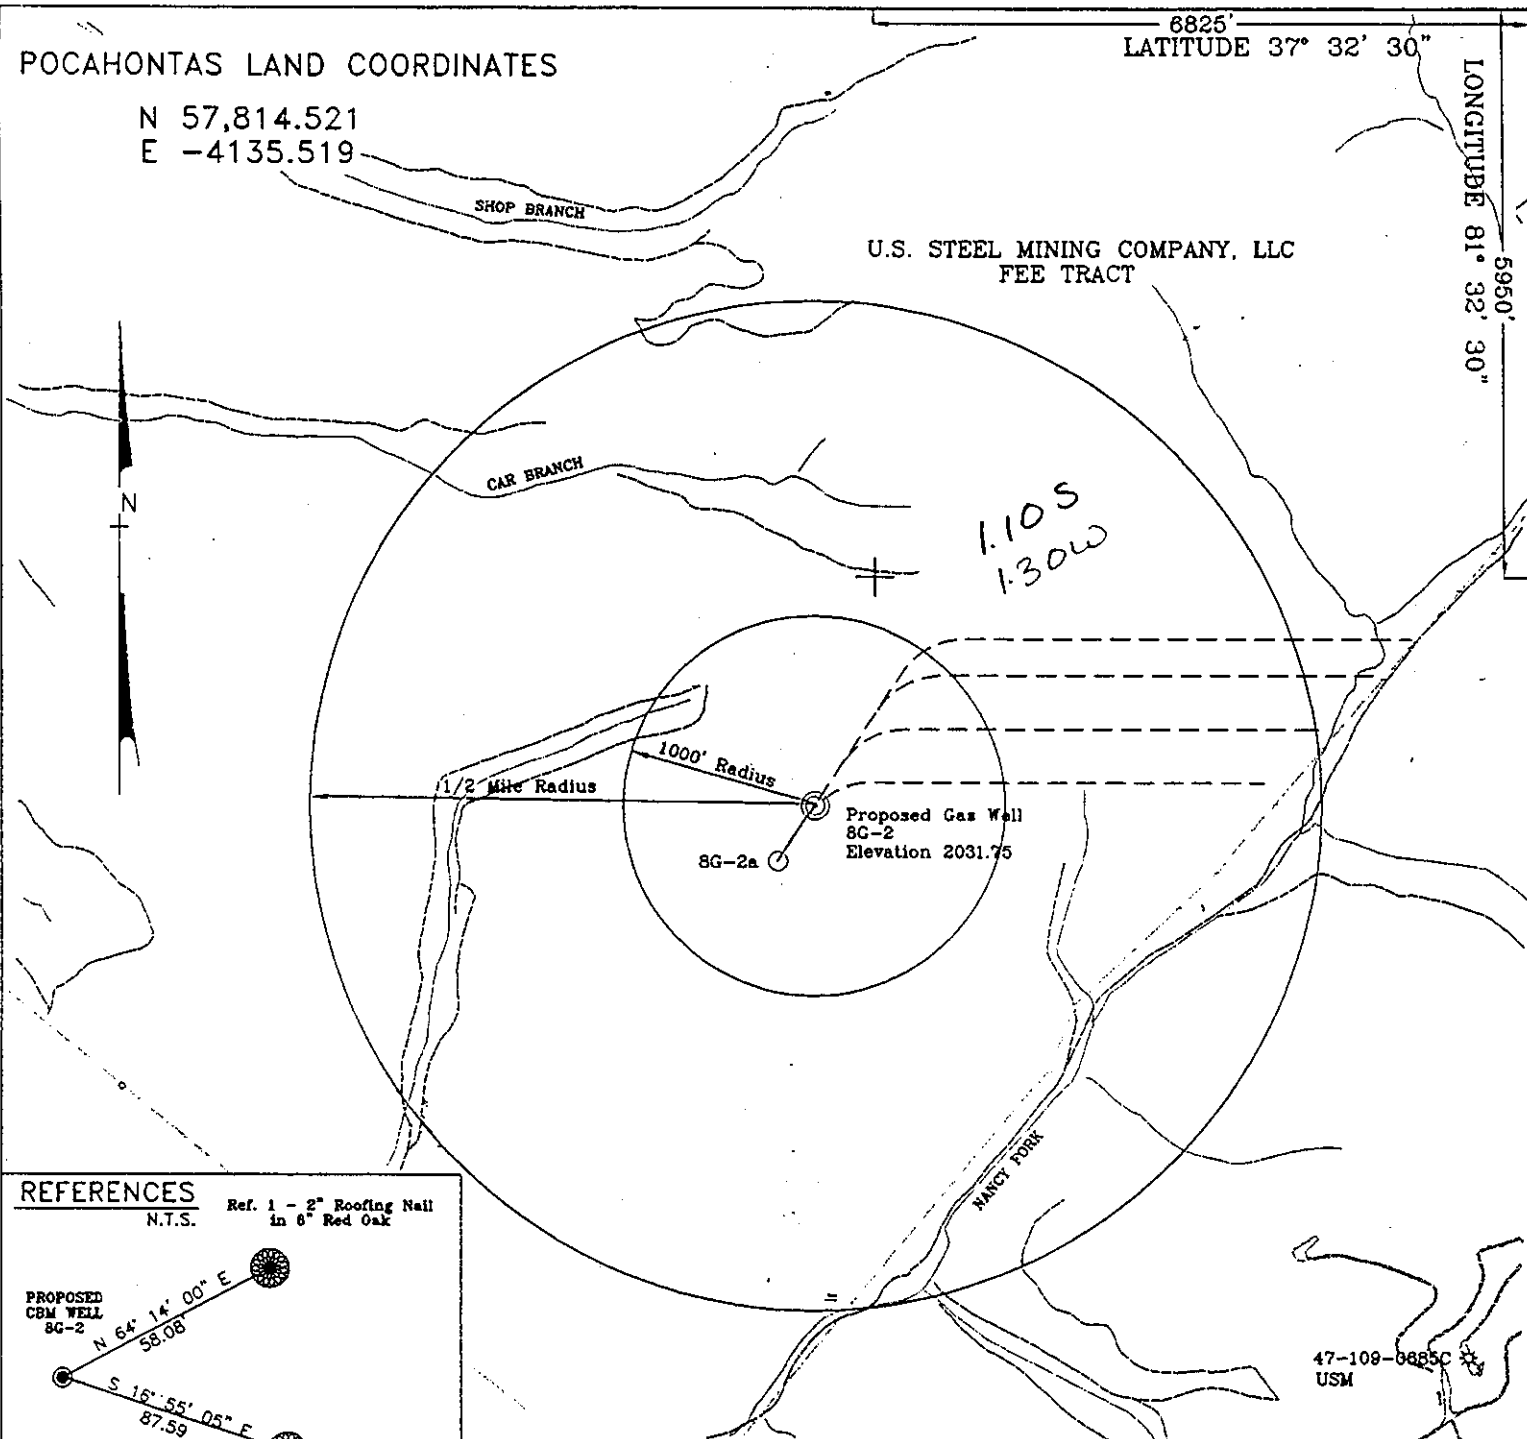 6825'
LATITUDE 37° 32' 30"
POCAHONTAS LAND COORDINATES
N 57,814.521
E -4135.519
LONGITUDE 81° 32' 30"
5950'
SHOP BRANCH
U.S. STEEL MINING COMPANY, LLC
FEE TRACT
CAR BRANCH
N
1.10 S
1.30 W
1000' Radius
1/2 Mile Radius
Proposed Gas Well
8G-2
Elevation 2031.75
8G-2a
NANCY FORK
REFERENCES
N.T.S.
Ref. 1 - 2" Roofing Nail
in 6" Red Oak
PROPOSED
CBM WELL
8G-2
N 64° 14' 00" E
58.08'
S 16° 55' 05" E
87.59
47-109-0685C
USM